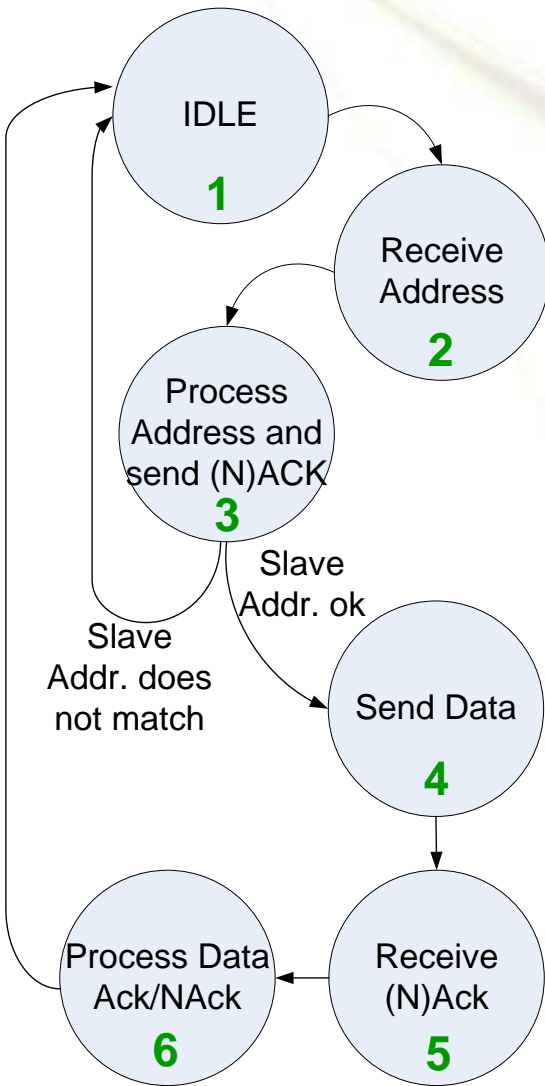 IDLE
1
Receive
Address
2
Process
Address and
send (N)ACK
3
Slave
Addr. ok
Slave
Addr. does
not match
Send Data
4
Receive
(N)Ack
5
Process Data
Ack/NAck
6